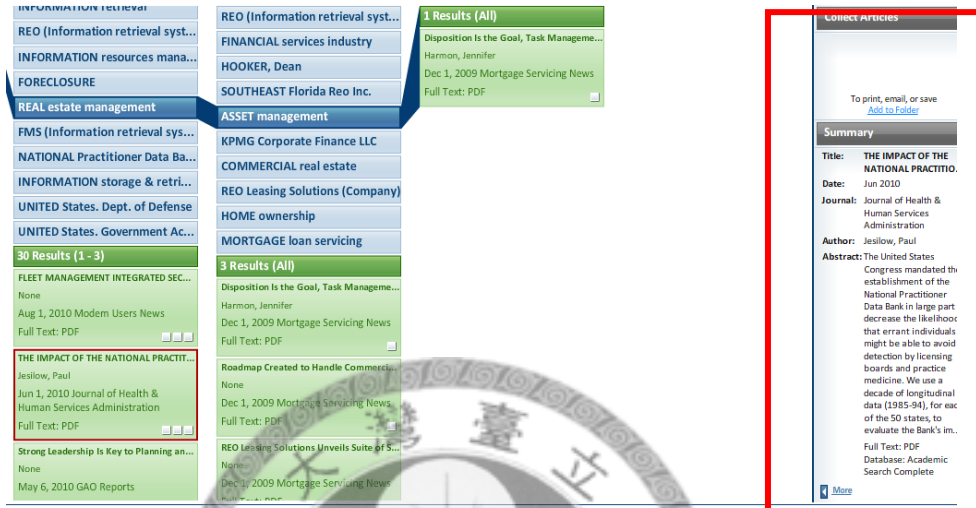 INFORMATION retrieval
REO (Information retrieval syst...
INFORMATION resources mana...
FORECLOSURE
REAL estate management
FMS (Information retrieval sys...
NATIONAL Practitioner Data Ba...
INFORMATION storage & retri...
UNITED States. Dept. of Defense
UNITED States. Government Ac...
30 Results (1 - 3)
FLEET MANAGEMENT INTEGRATED SEC...
None
Aug 1, 2010 Modem Users News
Full Text: PDF
THE IMPACT OF THE NATIONAL PRACTIT...
Jesilow, Paul
Jun 1, 2010 Journal of Health &
Human Services Administration
Full Text: PDF
Strong Leadership Is Key to Planning an...
None
May 6, 2010 GAO Reports
REO (Information retrieval syst...
FINANCIAL services industry
HOOKER, Dean
SOUTHEAST Florida Reo Inc.
ASSET management
KPMG Corporate Finance LLC
COMMERCIAL real estate
REO Leasing Solutions (Company)
HOME ownership
MORTGAGE loan servicing
3 Results (All)
Disposition Is the Goal, Task Manageme...
Harmon, Jennifer
Dec 1, 2009 Mortgage Servicing News
Full Text: PDF
Roadmap Created to Handle Commerci...
None
Dec 1, 2009 Mortgage Servicing News
Full Text: PDF
REO Leasing Solutions Unveils Suite of S...
None
Dec 1, 2009 Mortgage Servicing News
Full Text: PDF
1 Results (All)
Disposition Is the Goal, Task Manageme...
Harmon, Jennifer
Dec 1, 2009 Mortgage Servicing News
Full Text: PDF
Collect Articles
To print, email, or save
Add to Folder
Summary
Title: THE IMPACT OF THE
NATIONAL PRACTITIO.
Date: Jun 2010
Journal: Journal of Health &
Human Services
Administration
Author: Jesilow, Paul
Abstract: The United States
Congress mandated the
establishment of the
National Practitioner
Data Bank in large part
decrease the likelihood
that errant individuals
might be able to avoid
detection by licensing
boards and practice
medicine. We use a
decade of longitudinal
data (1985-94), for eac
of the 50 states, to
evaluate the Bank's im..
Full Text: PDF
Database: Academic
Search Complete
More
灣臺立